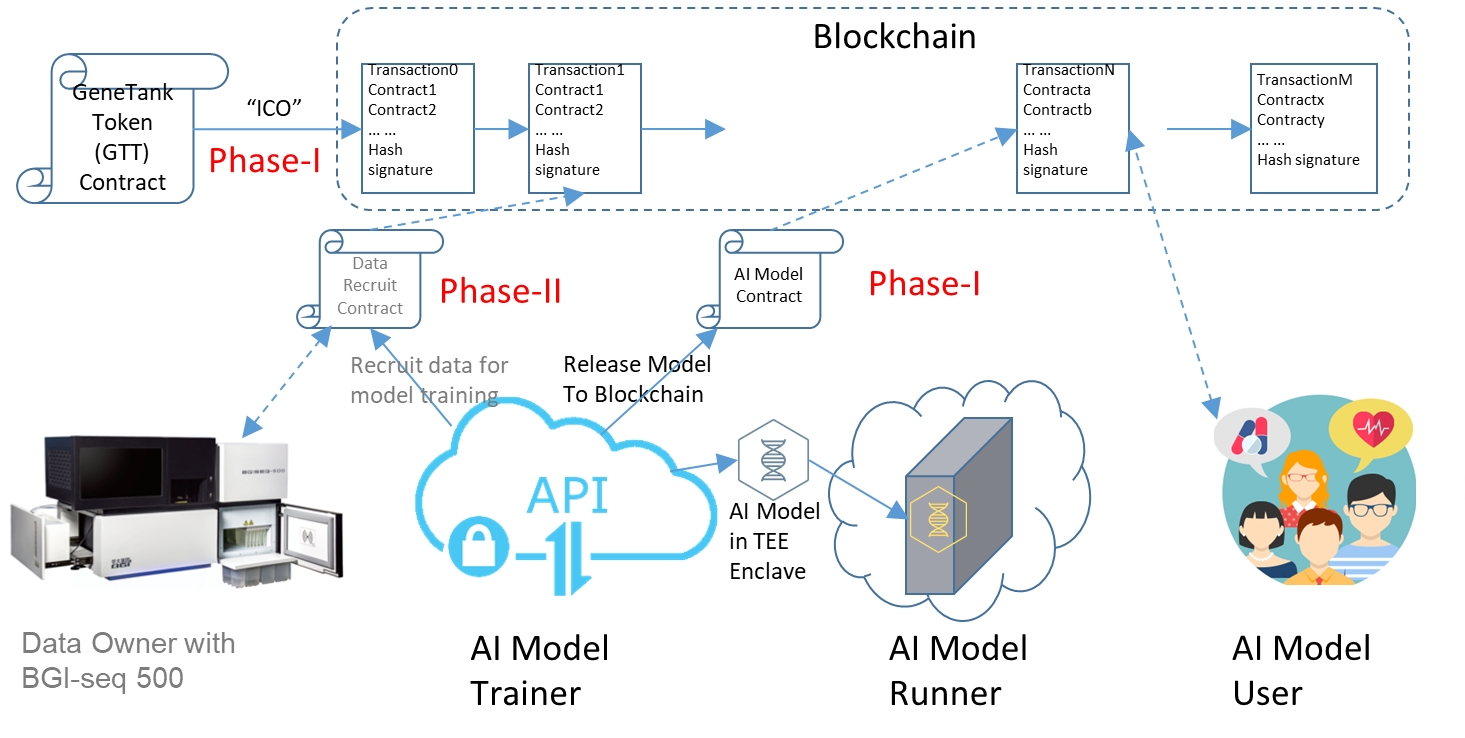 Blockchain
GeneTank
Token
(GTT)
Contract
“ICO”
Phase-I
Transaction0
Contract1
Contract2
... ...
Hash
signature
Transaction1
Contract1
Contract2
... ...
Hash
signature
TransactionN
Contracta
Contractb
... ...
Hash
signature
TransactionM
Contractx
Contracty
... ...
Hash signature
Data
Recruit
Contract
Phase-II
AI Model
Contract
Phase-I
Recruit data for
model training
Release Model
To Blockchain
API
AI Model
in TEE
Enclave
Data Owner with
BGI-seq 500
AI Model
Trainer
AI Model
Runner
AI Model
User